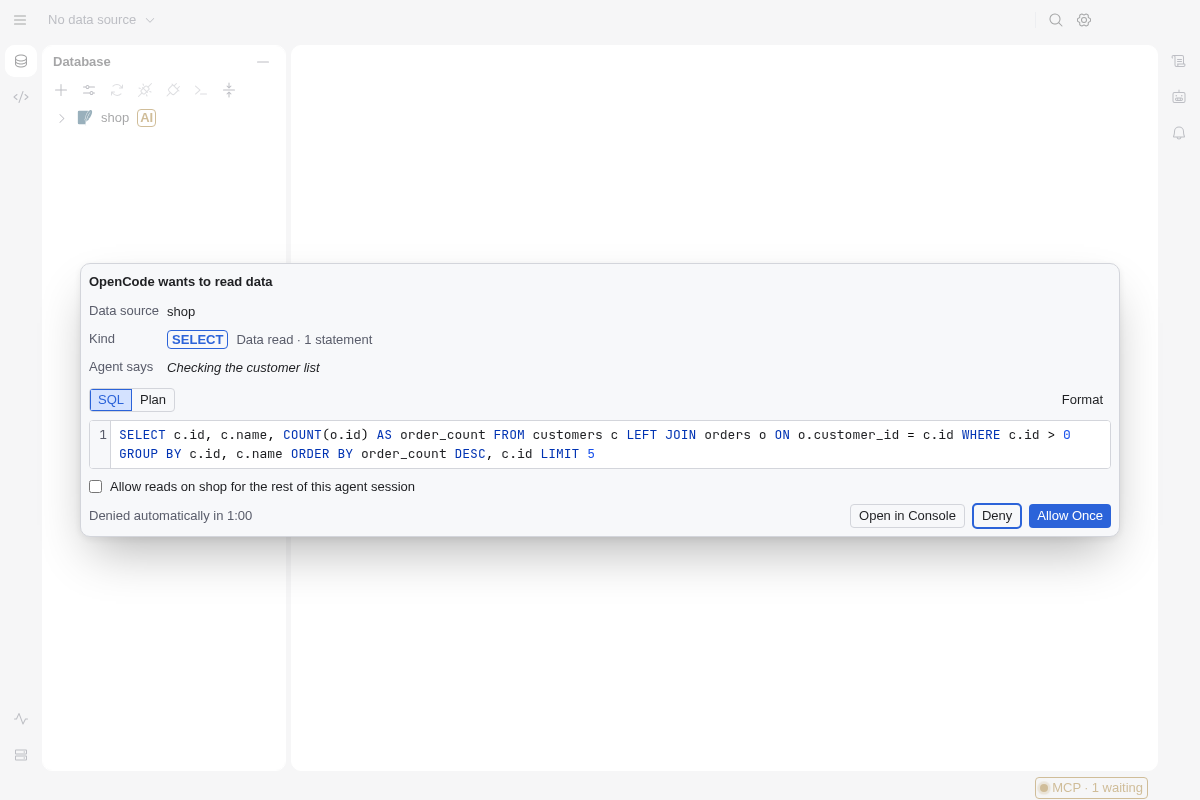 No data source
Database
shop AI
OpenCode wants to read data
Data source shop
Kind SELECT Data read · 1 statement
Agent says Checking the customer list
SQL Plan Format
1 SELECT c.id, c.name, COUNT(o.id) AS order_count FROM customers c LEFT JOIN orders o ON o.customer_id = c.id WHERE c.id > 0
GROUP BY c.id, c.name ORDER BY order_count DESC, c.id LIMIT 5
Allow reads on shop for the rest of this agent session
Denied automatically in 1:00 Open in Console Deny Allow Once
MCP · 1 waiting